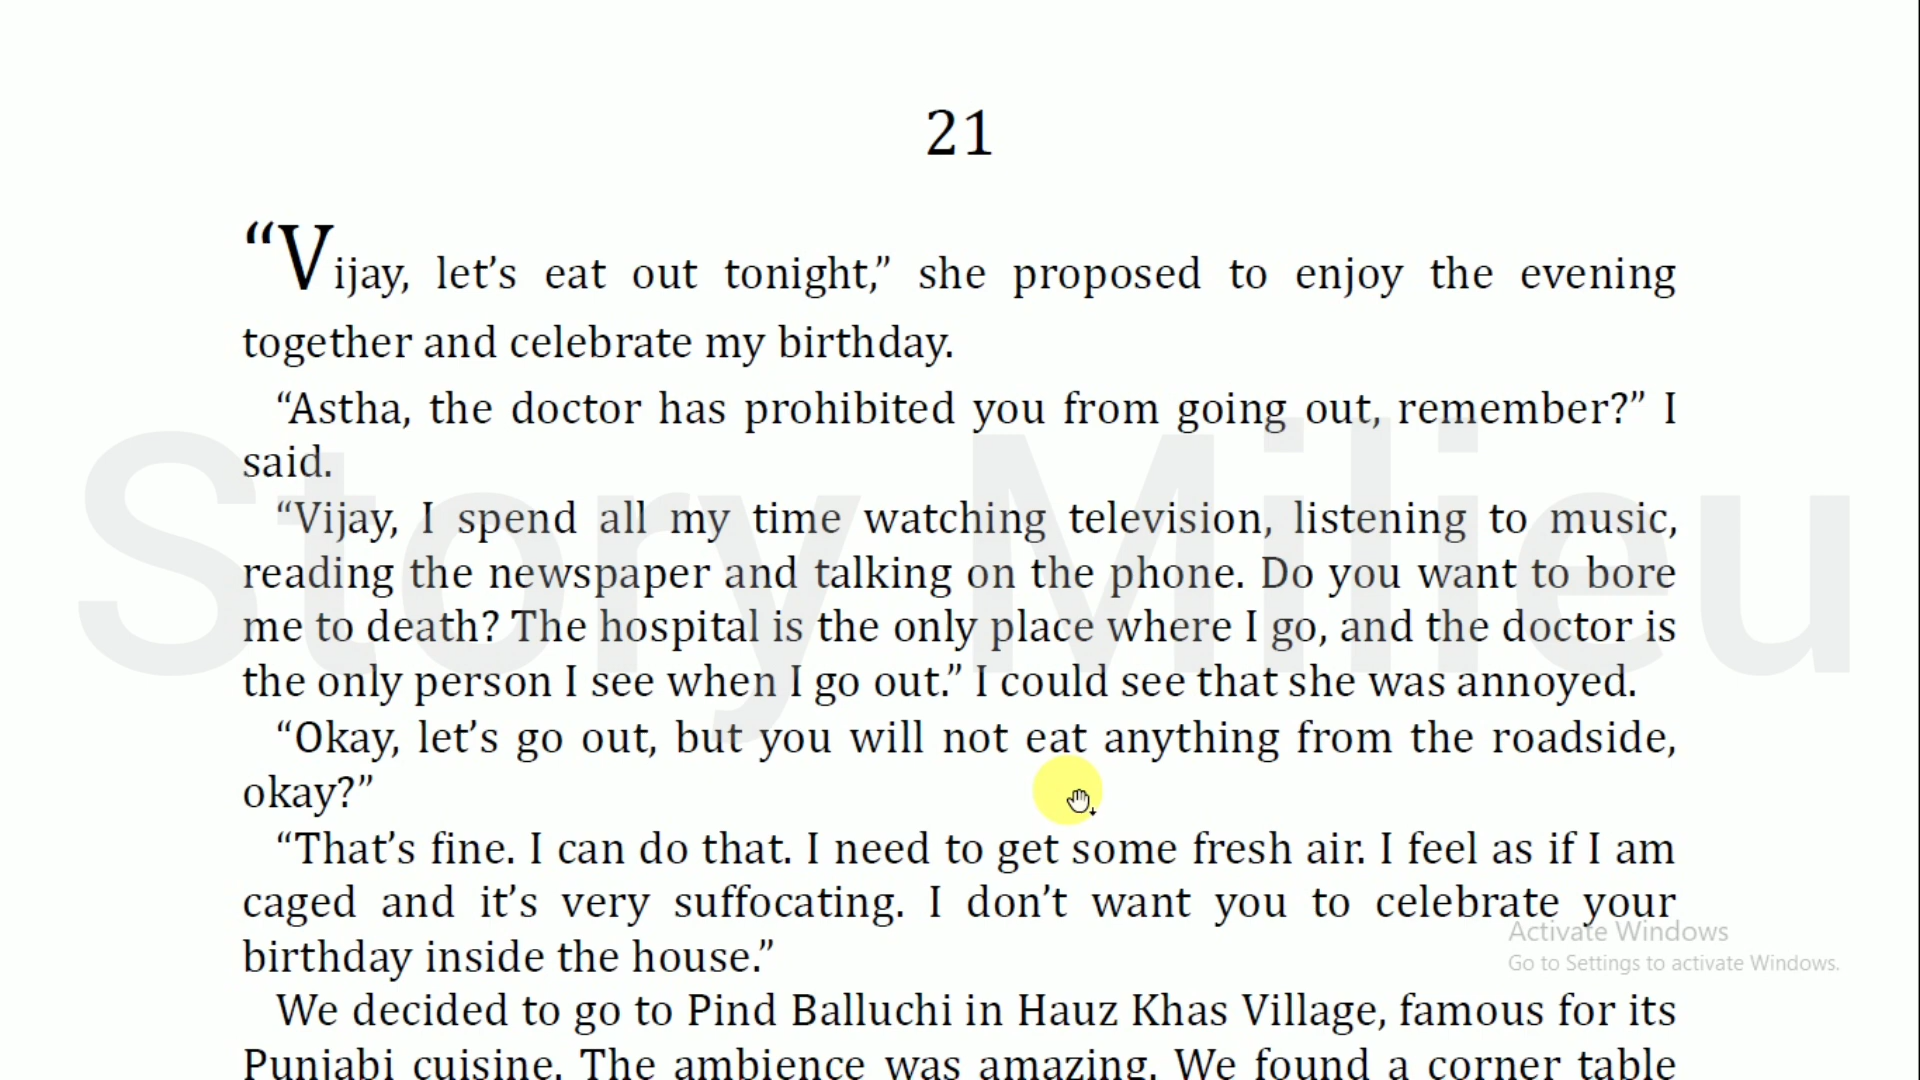 21
“Vijay, let’s eat out tonight,” she proposed to enjoy the evening
together and celebrate my birthday.
“Astha, the doctor has prohibited you from going out, remember?” I
said.
“Vijay, I spend all my time watching television, listening to music,
reading the newspaper and talking on the phone. Do you want to bore
me to death? The hospital is the only place where I go, and the doctor is
the only person I see when I go out.” I could see that she was annoyed.
Story Milieu
“Okay, let’s go out, but you will not eat anything from the roadside,
okay?”
“That’s fine. I can do that. I need to get some fresh air. I feel as if I am
caged and it’s very suffocating. I don’t want you to celebrate your
birthday inside the house.”
Activate Windows
Go to Settings to activate Windows.
We decided to go to Pind Balluchi in Hauz Khas Village, famous for its
Punjabi cuisine. The ambience was amazing. We found a corner table